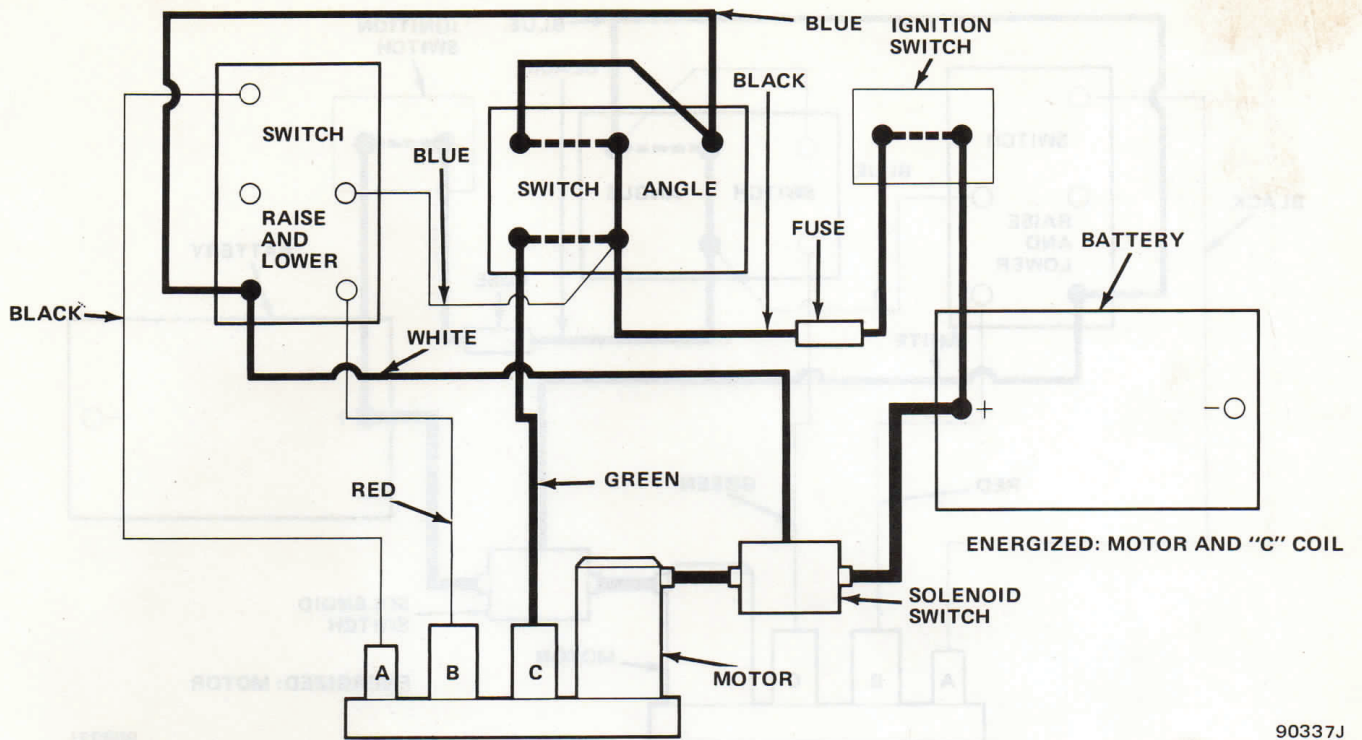 BLUE
IGNITION
SWITCH
BLACK
SWITCH
BLUE
SWITCH ANGLE
RAISE
AND
LOWER
FUSE
BATTERY
BLACK
WHITE
+
-
GREEN
RED
ENERGIZED: MOTOR AND "C" COIL
SOLENOID
SWITCH
A
B
C
MOTOR
90337J